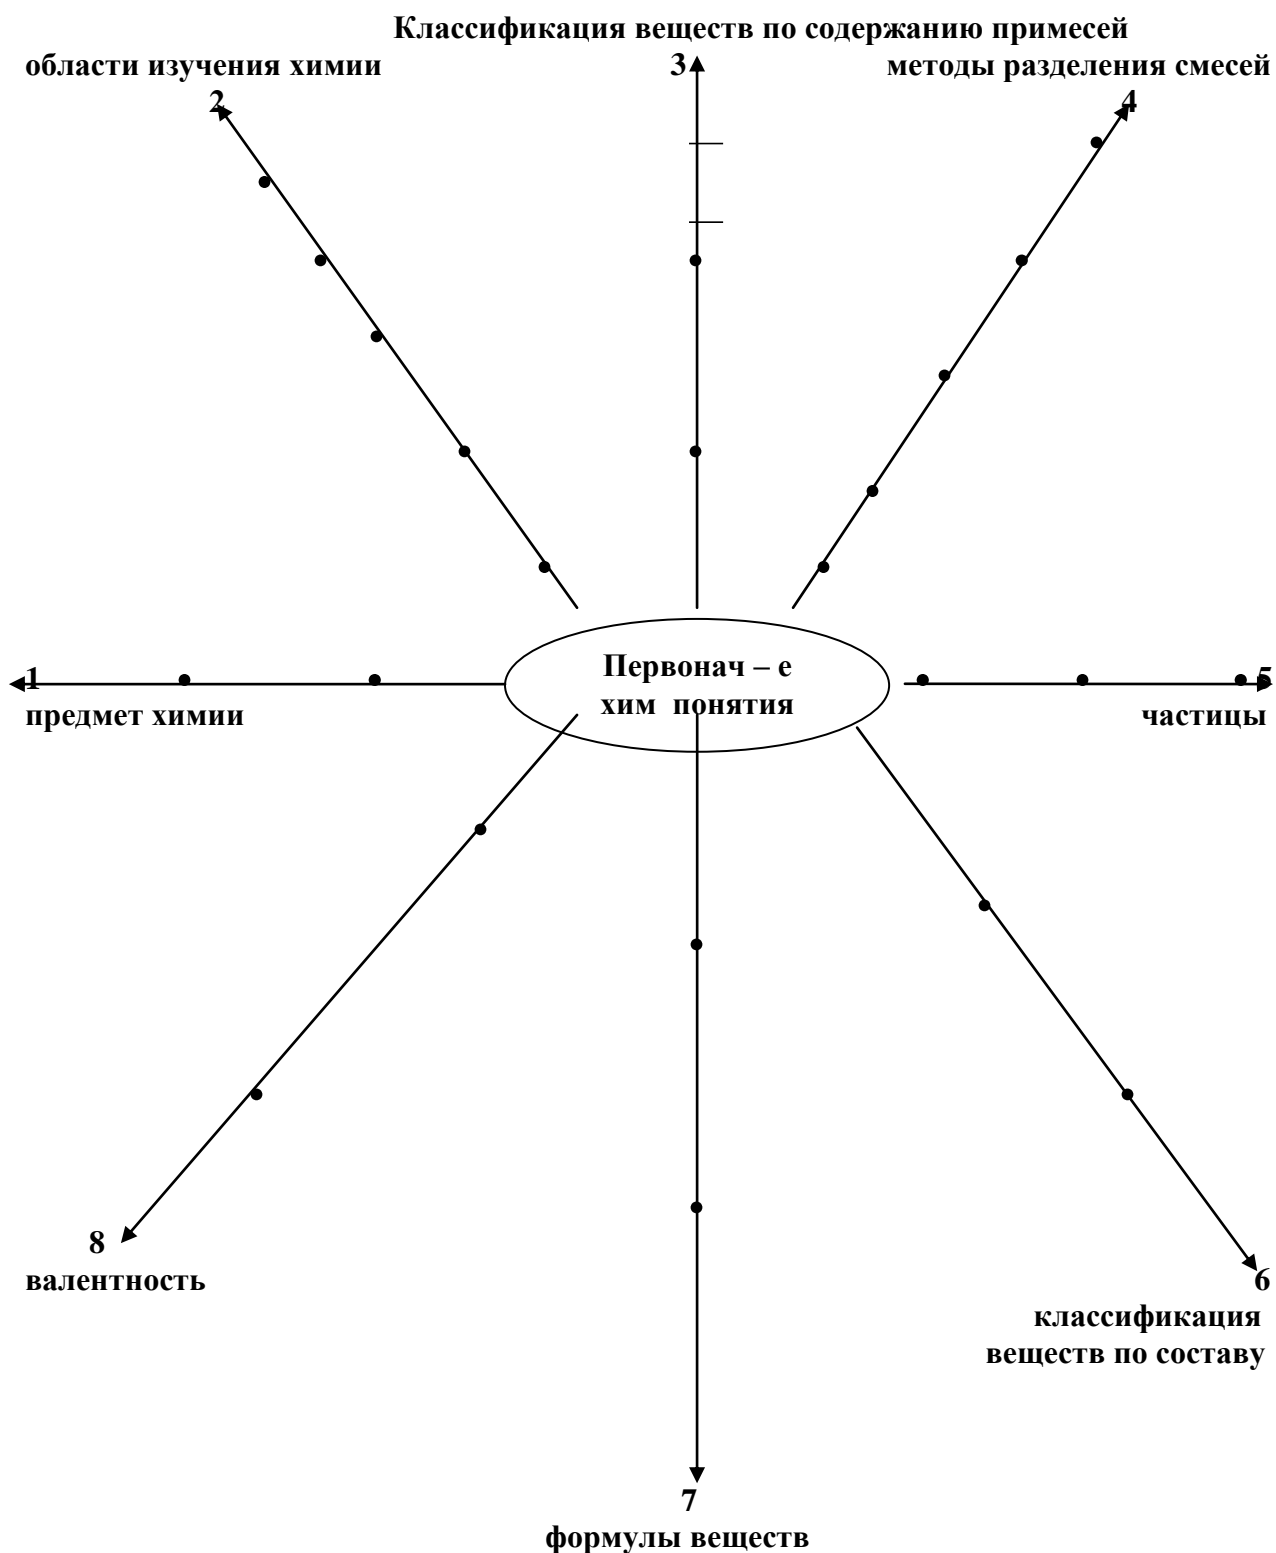 Классификация веществ по содержанию примесей
области изучения химии
3
методы разделения смесей
2
4
Первонач – е
хим понятия
1
предмет химии
5
частицы
8
валентность
6
классификация
веществ по составу
7
формулы веществ